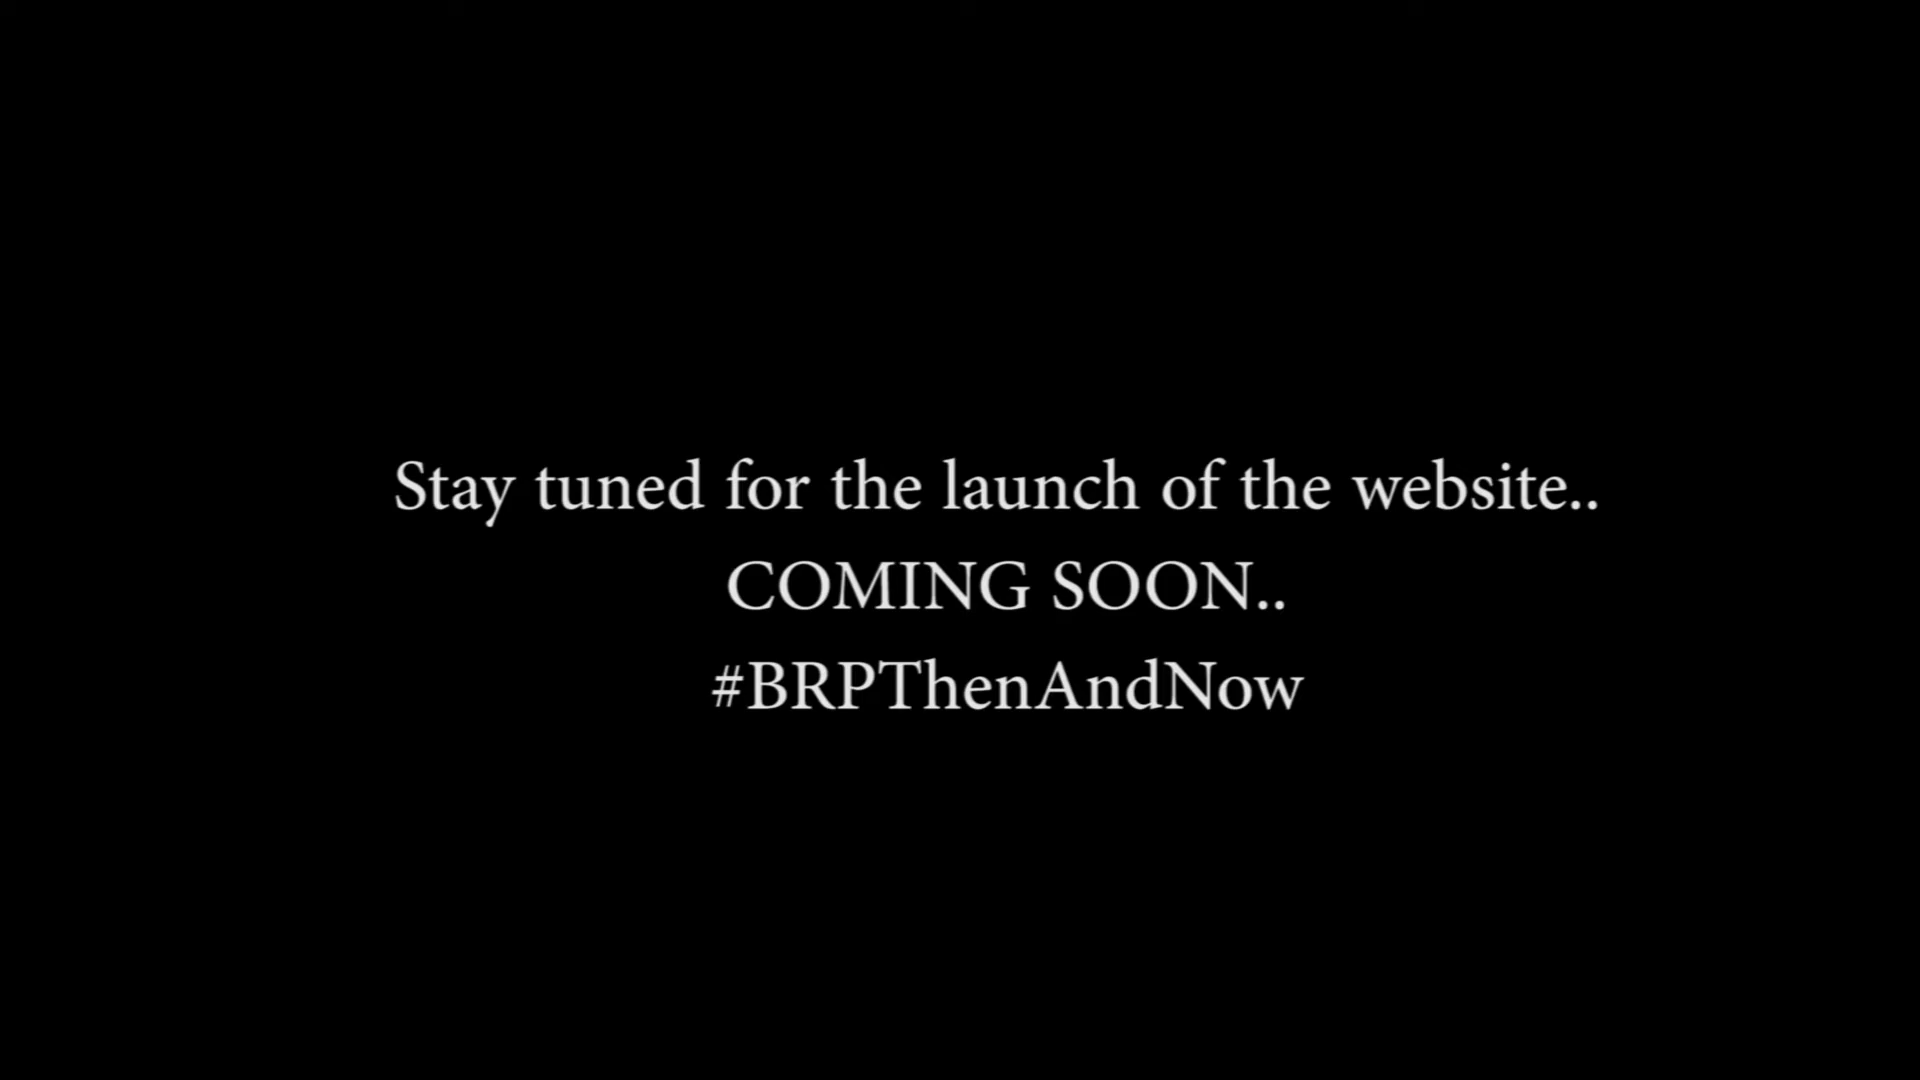 Stay tuned for the launch of the website..
COMING SOON..
#BRPThenAndNow